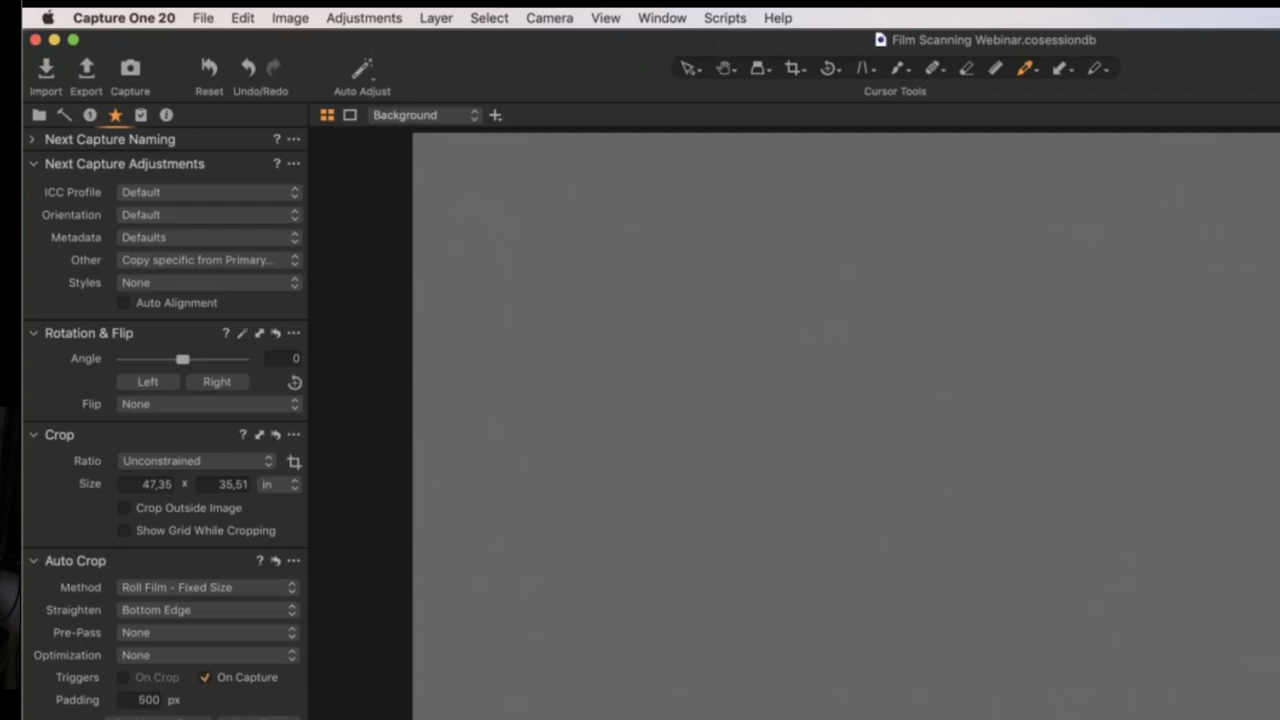 Capture One 20 File Edit Image Adjustments Layer Select Camera View Window Scripts Help
Film Scanning Webinar.cosessiondb
Import Export Capture Reset Undo/Redo Auto Adjust Cursor Tools
Background
Next Capture Naming ?
Next Capture Adjustments ?
ICC Profile Default
Orientation Default
Metadata Defaults
Other Copy specific from Primary...
Styles None
Auto Alignment
Rotation & Flip ?
Angle 0
Left Right
Flip None
Crop ?
Ratio Unconstrained
Size 47,35 x 35,51 in
Crop Outside Image
Show Grid While Cropping
Auto Crop ?
Method Roll Film - Fixed Size
Straighten Bottom Edge
Pre-Pass None
Optimization None
Triggers On Crop On Capture
Padding 500 px